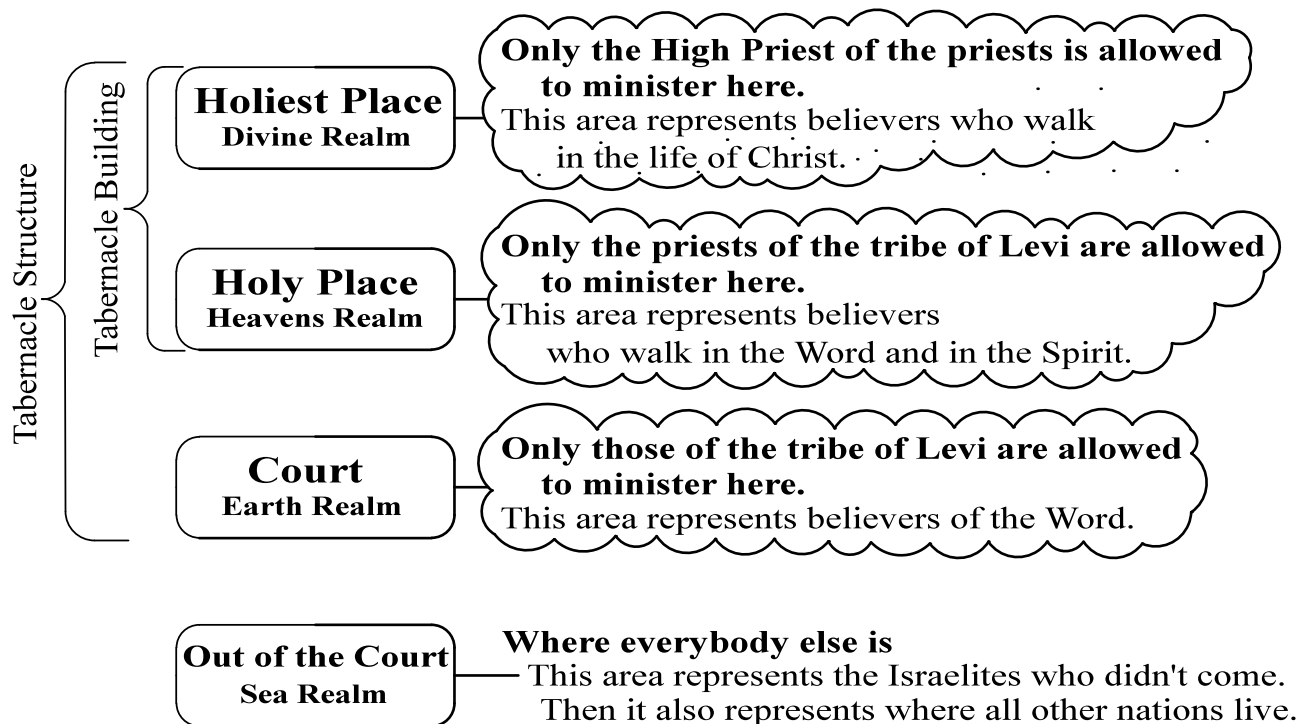 Tabernacle Structure
Tabernacle Building
Holiest Place
Divine Realm
Only the High Priest of the priests is allowed
to minister here.
This area represents believers who walk
in the life of Christ.
Holy Place
Heavens Realm
Only the priests of the tribe of Levi are allowed
to minister here.
This area represents believers
who walk in the Word and in the Spirit.
Court
Earth Realm
Only those of the tribe of Levi are allowed
to minister here.
This area represents believers of the Word.
Out of the Court
Sea Realm
Where everybody else is
This area represents the Israelites who didn't come.
Then it also represents where all other nations live.